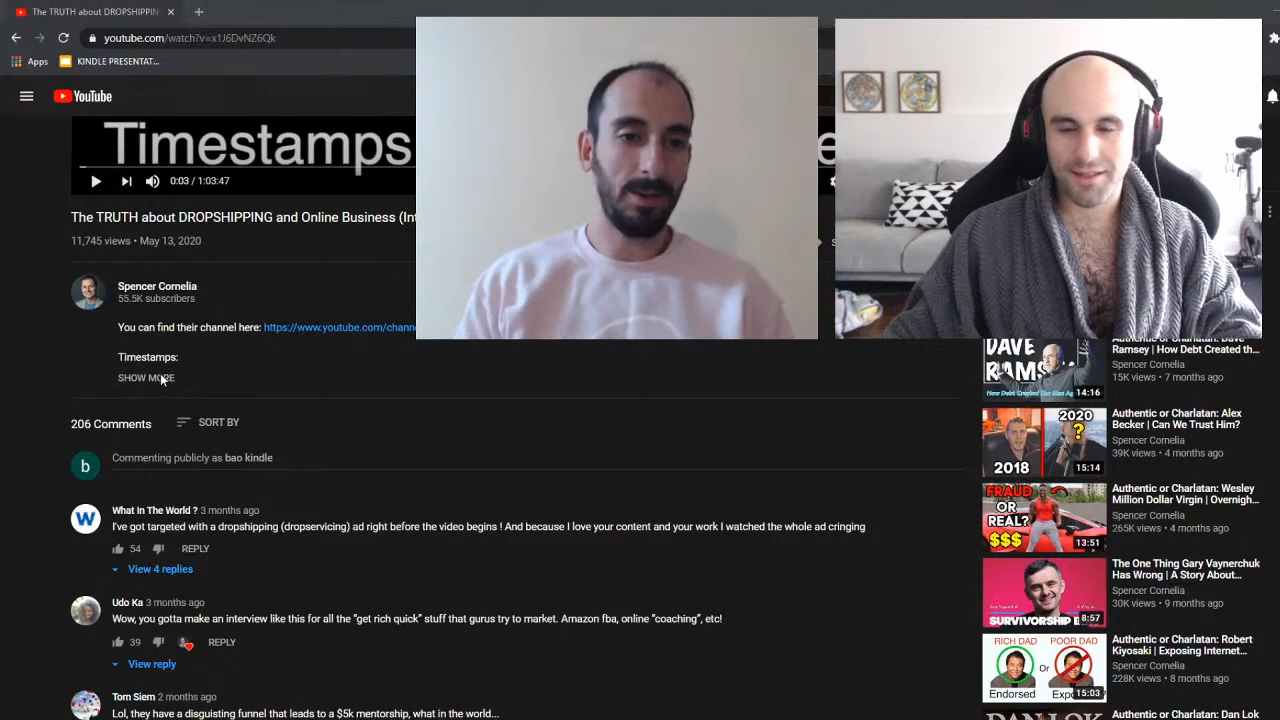 The TRUTH about DROPSHIPPIN
youtube.com/watch?v=x1J6DvNZ6Qk
Apps
KINDLE PRESENTAT...
YouTube
Timestamps
0:03 / 1:03:47
The TRUTH about DROPSHIPPING and Online Business (Int
11,745 views • May 13, 2020
Spencer Cornelia
55.5K subscribers
You can find their channel here: https://www.youtube.com/chann
Timestamps:
SHOW MORE
206 Comments
SORT BY
b
Commenting publicly as bao kindle
W
What In The World ? 3 months ago
I've got targeted with a dropshipping (dropservicing) ad right before the video begins ! And because I love your content and your work I watched the whole ad cringing
54
REPLY
View 4 replies
Udo Ka 3 months ago
Wow, you gotta make an interview like this for all the “get rich quick” stuff that gurus try to market. Amazon fba, online “coaching”, etc!
39
REPLY
View reply
Tom Siem 2 months ago
Lol, they have a disgusting funnel that leads to a $5k mentorship, what in the world...
DAVE
RAMSEY
How Debt Created the
14:16
Authentic or Charlatan: Dave
Ramsey | How Debt Created th...
Spencer Cornelia
15K views • 7 months ago
2020
?
2018
15:14
Authentic or Charlatan: Alex
Becker | Can We Trust Him?
Spencer Cornelia
39K views • 4 months ago
FRAUD
OR
REAL?
$$$
13:51
Authentic or Charlatan: Wesley
Million Dollar Virgin | Overnigh...
Spencer Cornelia
265K views • 4 months ago
SURVIVORSHIP
8:57
The One Thing Gary Vaynerchuk
Has Wrong | A Story About...
Spencer Cornelia
30K views • 9 months ago
RICH DAD
POOR DAD
Or
Endorsed
15:03
Authentic or Charlatan: Robert
Kiyosaki | Exposing Internet...
Spencer Cornelia
228K views • 8 months ago
DAN LOK
Authentic or Charlatan: Dan Lok